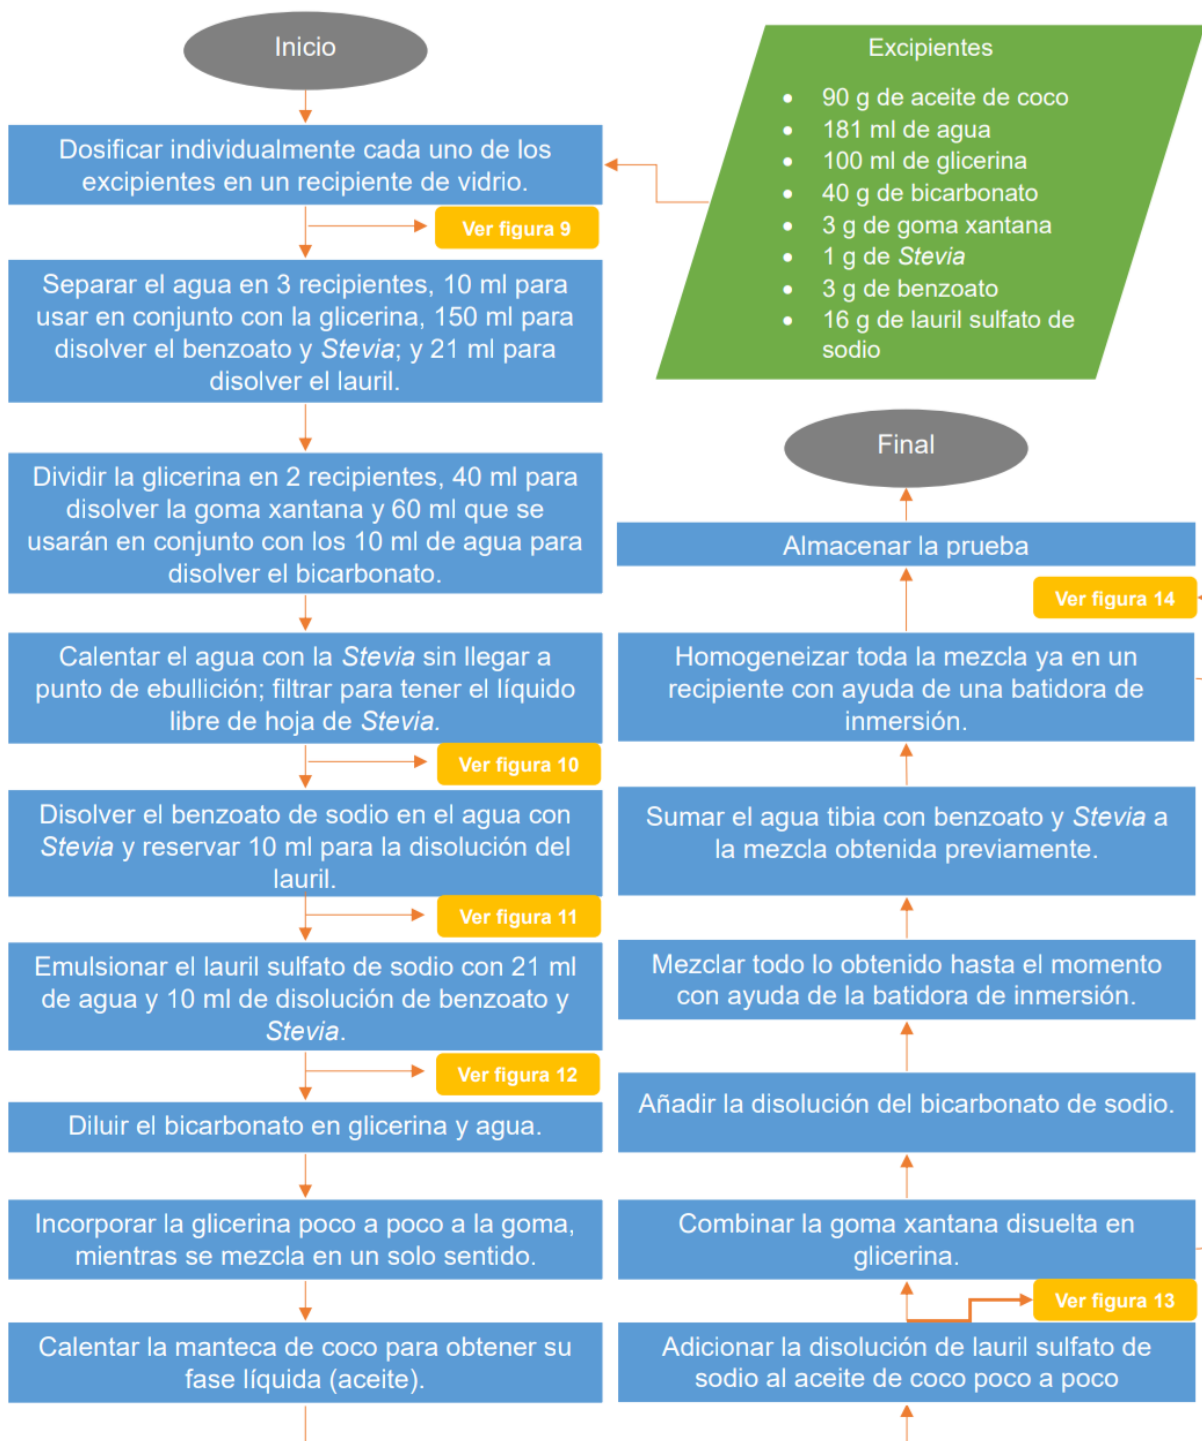 Inicio
Dosificar individualmente cada uno de los
excipientes en un recipiente de vidrio.
Ver figura 9
Separar el agua en 3 recipientes, 10 ml para
usar en conjunto con la glicerina, 150 ml para
disolver el benzoato y Stevia; y 21 ml para
disolver el lauril.
Dividir la glicerina en 2 recipientes, 40 ml para
disolver la goma xantana y 60 ml que se
usarán en conjunto con los 10 ml de agua para
disolver el bicarbonato.
Calentar el agua con la Stevia sin llegar a
punto de ebullición; filtrar para tener el líquido
libre de hoja de Stevia.
Ver figura 10
Disolver el benzoato de sodio en el agua con
Stevia y reservar 10 ml para la disolución del
lauril.
Ver figura 11
Emulsionar el lauril sulfato de sodio con 21 ml
de agua y 10 ml de disolución de benzoato y
Stevia.
Ver figura 12
Diluir el bicarbonato en glicerina y agua.
Incorporar la glicerina poco a poco a la goma,
mientras se mezcla en un solo sentido.
Calentar la manteca de coco para obtener su
fase líquida (aceite).
Excipientes
• 90 g de aceite de coco
• 181 ml de agua
• 100 ml de glicerina
• 40 g de bicarbonato
• 3 g de goma xantana
• 1 g de Stevia
• 3 g de benzoato
• 16 g de lauril sulfato de
sodio
Final
Almacenar la prueba
Ver figura 14
Homogeneizar toda la mezcla ya en un
recipiente con ayuda de una batidora de
inmersión.
Sumar el agua tibia con benzoato y Stevia a
la mezcla obtenida previamente.
Mezclar todo lo obtenido hasta el momento
con ayuda de la batidora de inmersión.
Añadir la disolución del bicarbonato de sodio.
Combinar la goma xantana disuelta en
glicerina.
Ver figura 13
Adicionar la disolución de lauril sulfato de
sodio al aceite de coco poco a poco